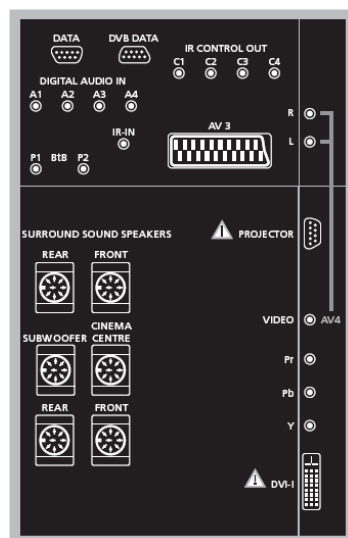 DATA DVB DATA
IR CONTROL OUT
C1 C2 C3 C4
DIGITAL AUDIO IN
A1 A2 A3 A4
IR-IN
AV 3
R
L
P1 BtB P2
SURROUND SOUND SPEAKERS
PROJECTOR
REAR FRONT
VIDEO AV4
CINEMA
SUBWOOFER CENTRE
Pr
Pb
REAR FRONT
Y
DVI-I